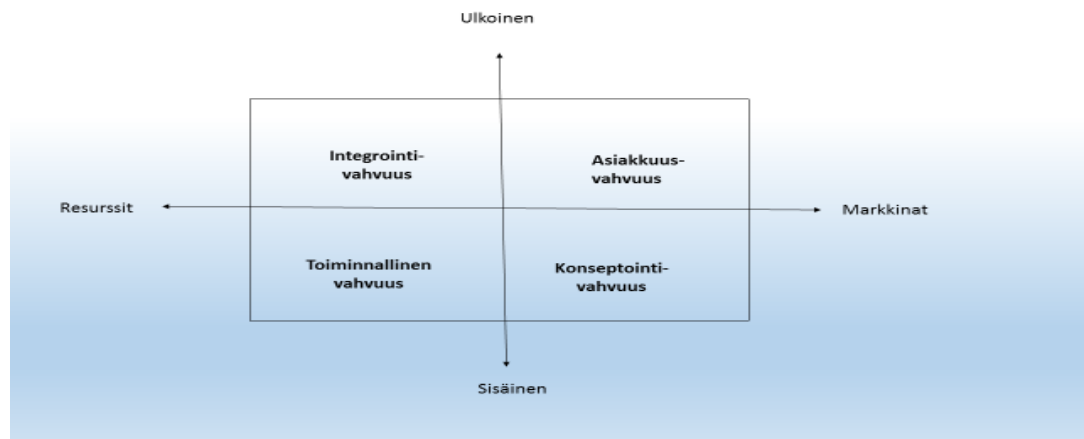 Ulkoinen
Integrointi-
vahvuus
Asiakkuus-
vahvuus
Resurssit
Markkinat
Toiminnallinen
vahvuus
Konseptointi-
vahvuus
Sisäinen